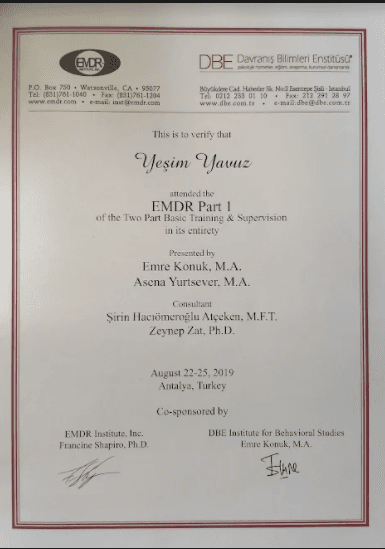 EMDR
DBE Davranış Bilimleri Enstitüsü
P.O. Box 750 • Watsonville, CA • 95077
Tel: (831)761-1040 • Fax: (831)761-1204
www.emdr.com • e-mail: inst@emdr.com
Büyükdere Cad. Esentepe Şişli - İstanbul
Tel: 0212 233 01 10 • Fax: 212 291 28 97
www.dbe.com.tr • e-mail: dbe@dbe.com.tr
This is to verify that
Yeşim Yavuz
attended the
EMDR Part 1
of the Two Part Basic Training & Supervision
in its entirety
Presented by
Emre Konuk, M.A.
Asena Yurtsever, M.A.
Consultant
Şirin Hacıömeroğlu Atçeken, M.F.T.
Zeynep Zat, Ph.D.
August 22-25, 2019
Antalya, Turkey
Co-sponsored by
EMDR Institute, Inc.
Francine Shapiro, Ph.D.
DBE Institute for Behavioral Studies
Emre Konuk, M.A.